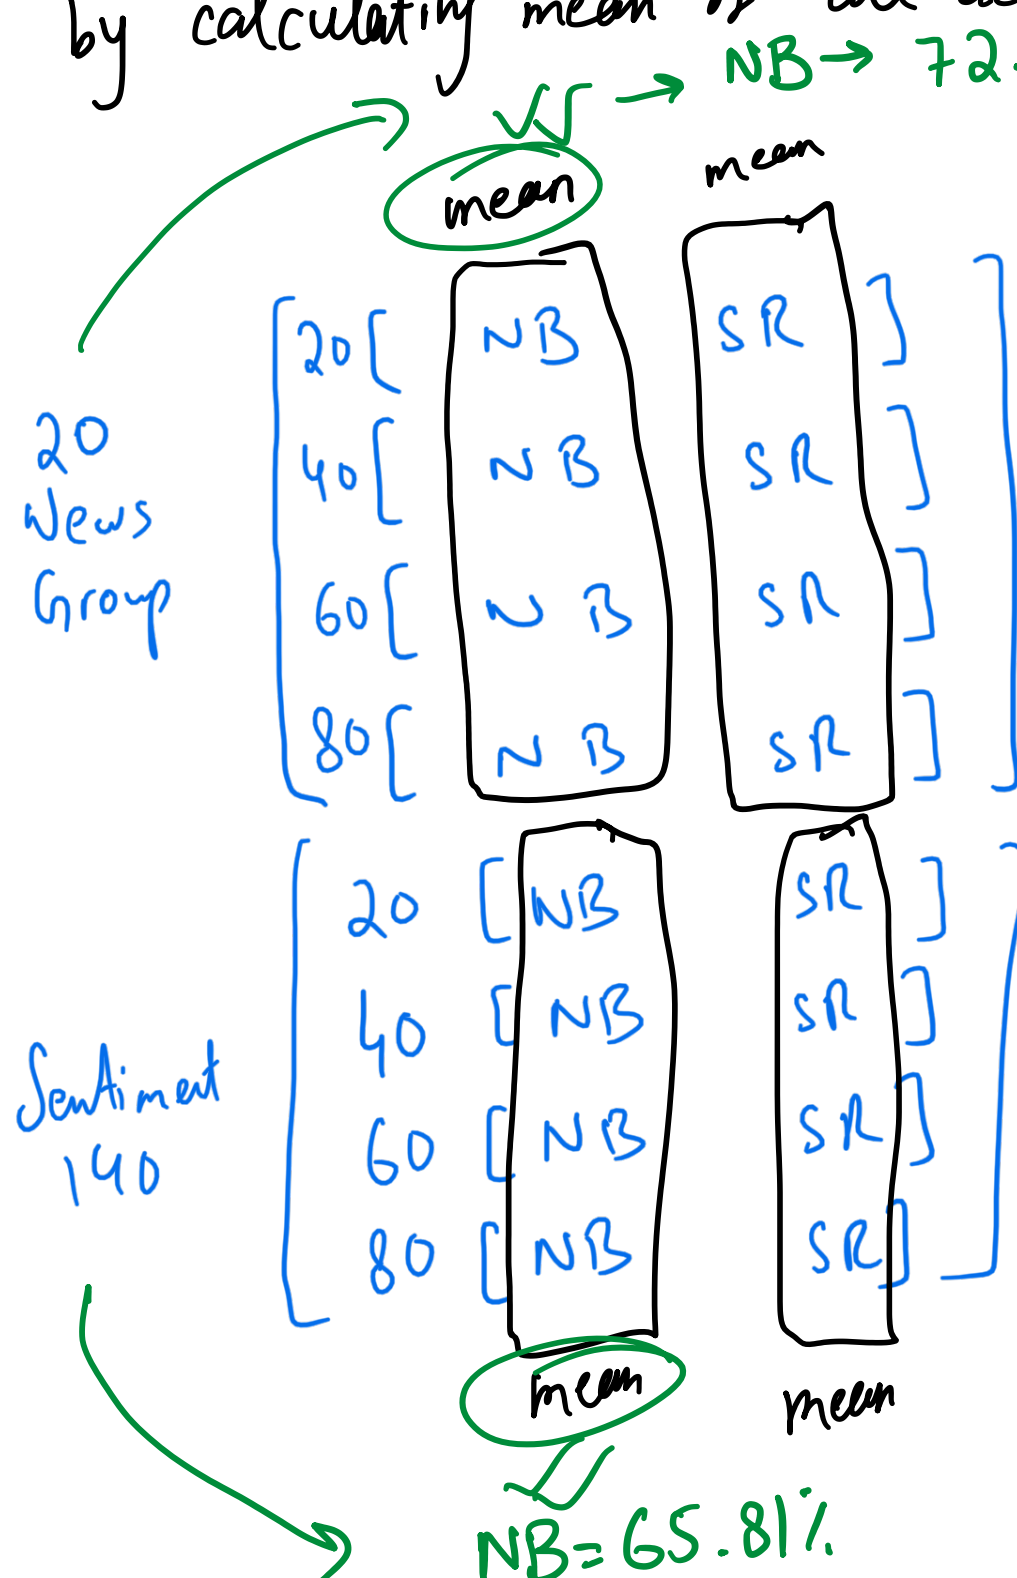 by calculating mean of all
NB → 72.
mean mean
20 [ NB SR ]
40 [ NB SR ]
60 [ NB SR ]
80 [ NB SR ]
20
News
Group
20 [ NB SR ]
40 [ NB SR ]
60 [ NB SR ]
80 [ NB SR ]
Sentiment
140
mean mean
NB = 65.81%